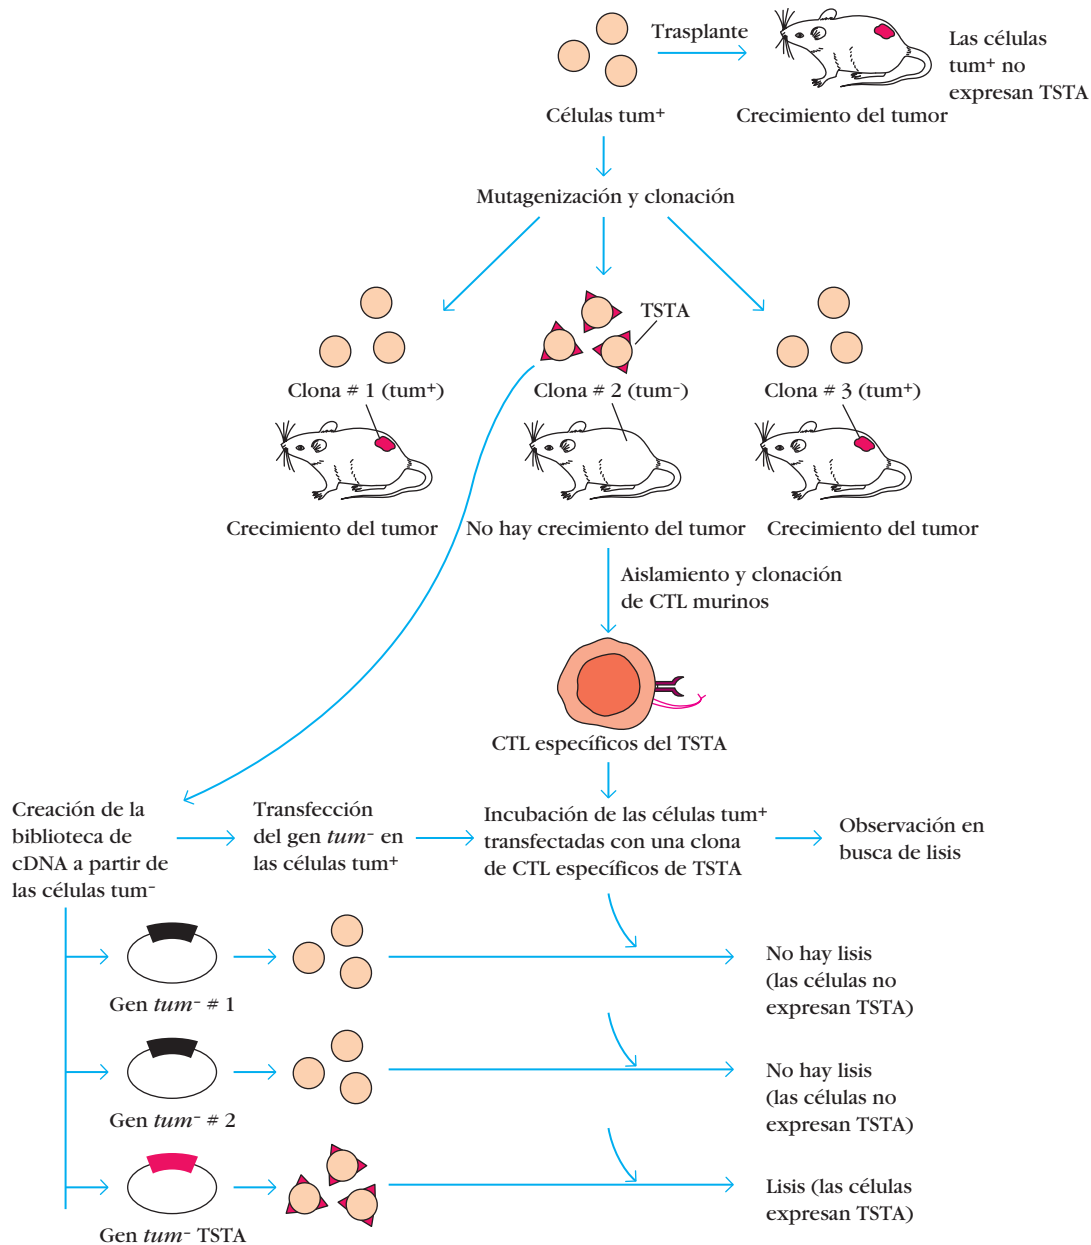 Trasplante
Las células
tum⁺ no
expresan TSTA
Células tum⁺
Crecimiento del tumor
Mutagenización y clonación
TSTA
Clona # 1 (tum⁺)
Clona # 2 (tum⁻)
Clona # 3 (tum⁺)
Crecimiento del tumor
No hay crecimiento del tumor
Crecimiento del tumor
Aislamiento y clonación
de CTL murinos
CTL específicos del TSTA
Creación de la
biblioteca de
cDNA a partir de
las células tum⁻
Transfección
del gen tum⁻ en
las células tum⁺
Incubación de las células tum⁺
transfectadas con una clona
de CTL específicos de TSTA
Observación en
busca de lisis
Gen tum⁻ # 1
No hay lisis
(las células no
expresan TSTA)
Gen tum⁻ # 2
No hay lisis
(las células no
expresan TSTA)
Gen tum⁻ TSTA
Lisis (las células
expresan TSTA)